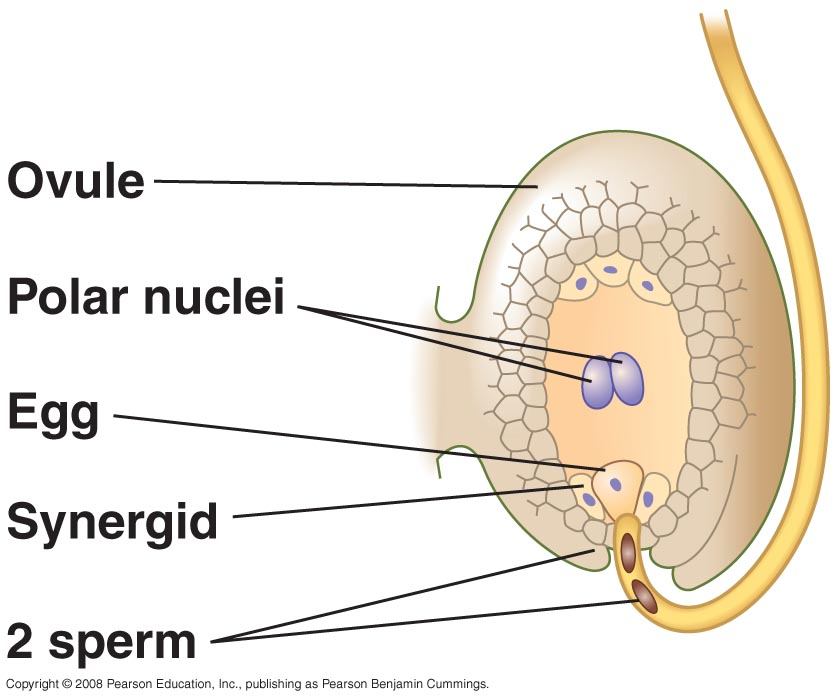 Ovule
Polar nuclei
Egg
Synergid
2 sperm
Copyright © 2008 Pearson Education, Inc., publishing as Pearson Benjamin Cummings.